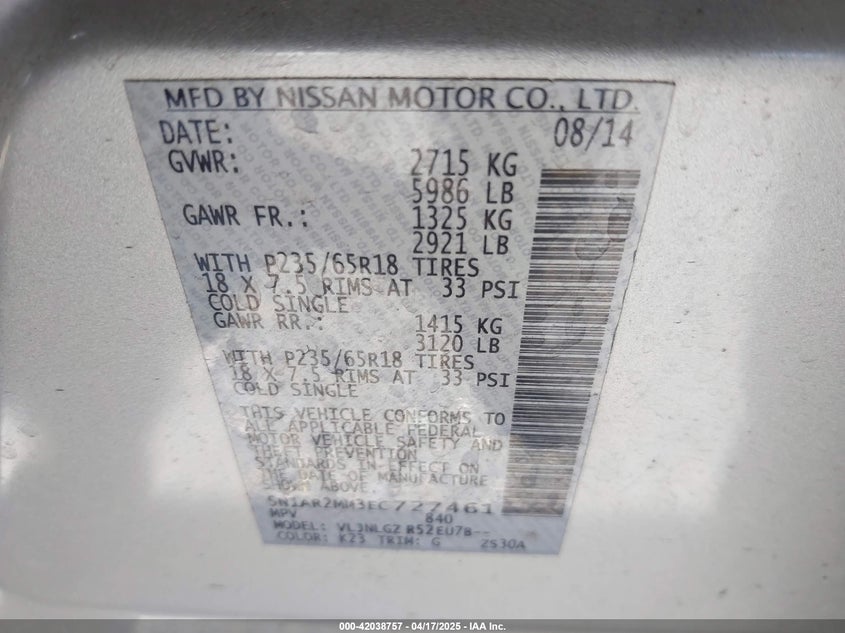 MFD BY NISSAN MOTOR CO., LTD.
DATE: 08/14
GVWR: 2715 KG
5986 LB
GAWR FR.: 1325 KG
2921 LB
WITH P235/65R18 TIRES
18 X 7.5 RIMS AT 33 PSI
COLD SINGLE
GAWR RR.: 1415 KG
3120 LB
WITH P235/65R18 TIRES
18 X 7.5 RIMS AT 33 PSI
COLD SINGLE
THIS VEHICLE CONFORMS TO
ALL APPLICABLE FEDERAL
MOTOR VEHICLE SAFETY AND
THEFT PREVENTION
STANDARDS IN EFFECT ON
THE DATE OF MANUFACTURE
SHOWN ABOVE.
5N1AR2MM3EC727461
MPV 840
MODEL: VLJNLGZ R52EU7B--
COLOR: K23 TRIM: G ZS30A
000-42038757 - 04/17/2025 - IAA Inc.